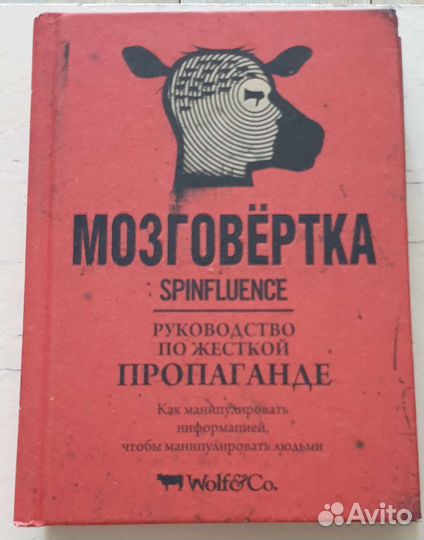 МОЗГОВЁРТКА
SPINFLUENCE
РУКОВОДСТВО
ПО ЖЕСТКОЙ
ПРОПАГАНДЕ
Как манипулировать
информацией,
чтобы манипулировать людьми
Wolf&Co.
Avito